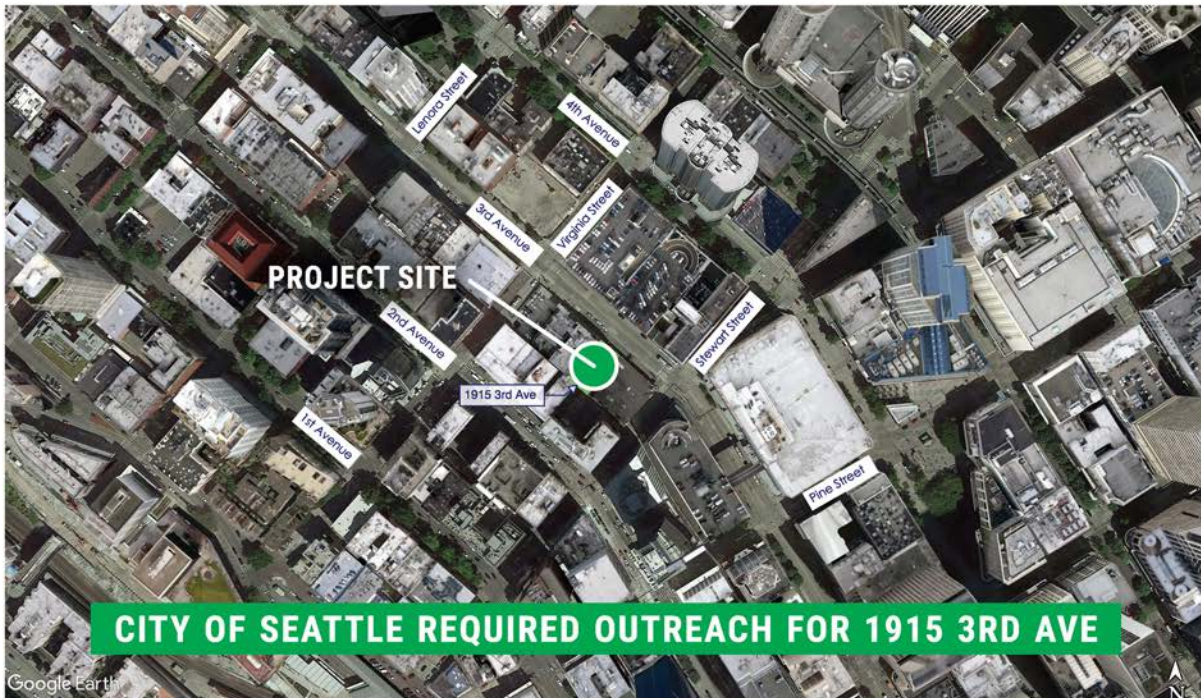 Lenora Street
4th Avenue
3rd Avenue
Virginia Street
PROJECT SITE
2nd Avenue
Stewart Street
1915 3rd Ave
1st Avenue
Pine Street
CITY OF SEATTLE REQUIRED OUTREACH FOR 1915 3RD AVE
Google Earth
N